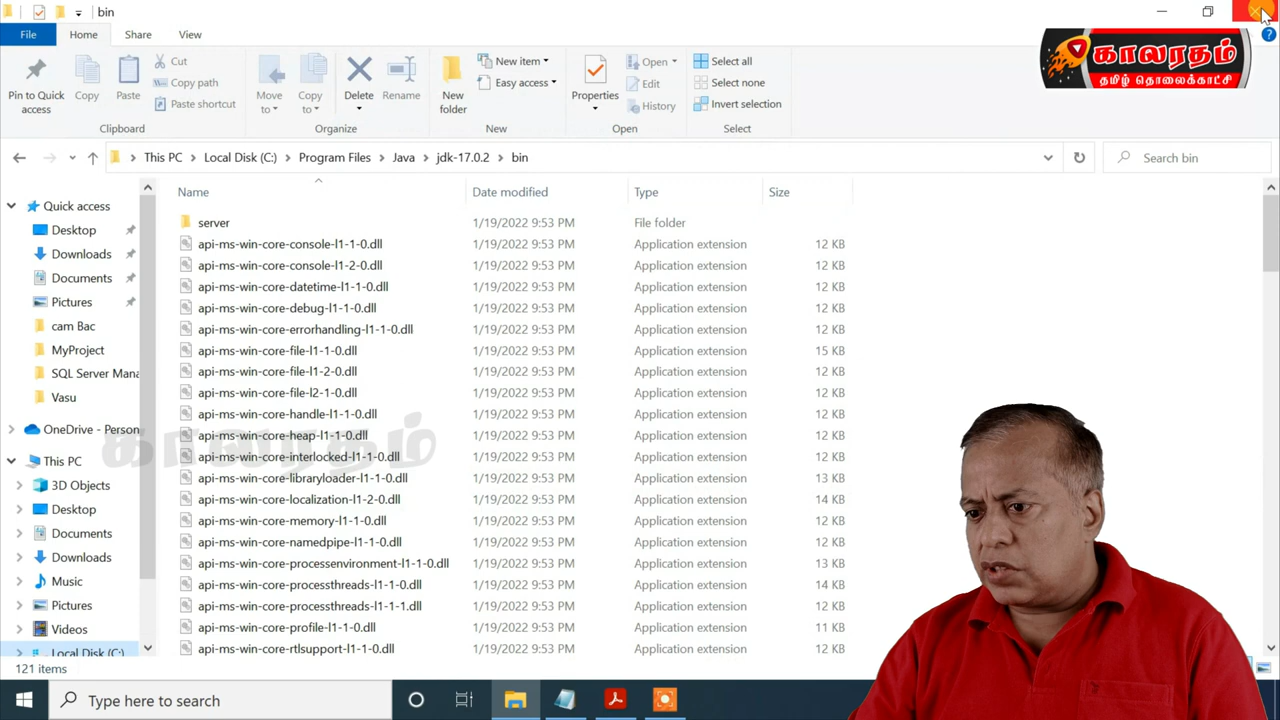 bin
File Home Share View
காலரதம்
தமிழ் தொலைக்காட்சி
Pin to Quick access
Copy
Paste
Cut
Copy path
Paste shortcut
Clipboard
Move to
Copy to
Delete
Rename
Organize
New folder
New item
Easy access
New
Properties
Open
Edit
History
Open
Select all
Select none
Invert selection
Select
This PC Local Disk (C:) Program Files Java jdk-17.0.2 bin
Search bin
Name Date modified Type Size
Quick access
Desktop
Downloads
Documents
Pictures
cam Bac
MyProject
SQL Server Mana
Vasu
OneDrive - Person
This PC
3D Objects
Desktop
Documents
Downloads
Music
Pictures
Videos
Local Disk (C:)
server 1/19/2022 9:53 PM File folder
api-ms-win-core-console-l1-1-0.dll 1/19/2022 9:53 PM Application extension 12 KB
api-ms-win-core-console-l1-2-0.dll 1/19/2022 9:53 PM Application extension 12 KB
api-ms-win-core-datetime-l1-1-0.dll 1/19/2022 9:53 PM Application extension 12 KB
api-ms-win-core-debug-l1-1-0.dll 1/19/2022 9:53 PM Application extension 12 KB
api-ms-win-core-errorhandling-l1-1-0.dll 1/19/2022 9:53 PM Application extension 12 KB
api-ms-win-core-file-l1-1-0.dll 1/19/2022 9:53 PM Application extension 15 KB
api-ms-win-core-file-l1-2-0.dll 1/19/2022 9:53 PM Application extension 12 KB
api-ms-win-core-file-l2-1-0.dll 1/19/2022 9:53 PM Application extension 12 KB
api-ms-win-core-handle-l1-1-0.dll 1/19/2022 9:53 PM Application extension 12 KB
api-ms-win-core-heap-l1-1-0.dll 1/19/2022 9:53 PM Application extension 12 KB
api-ms-win-core-interlocked-l1-1-0.dll 1/19/2022 9:53 PM Application extension 12 KB
api-ms-win-core-libraryloader-l1-1-0.dll 1/19/2022 9:53 PM Application extension 13 KB
api-ms-win-core-localization-l1-2-0.dll 1/19/2022 9:53 PM Application extension 14 KB
api-ms-win-core-memory-l1-1-0.dll 1/19/2022 9:53 PM Application extension 12 KB
api-ms-win-core-namedpipe-l1-1-0.dll 1/19/2022 9:53 PM Application extension 12 KB
api-ms-win-core-processenvironment-l1-1-0.dll 1/19/2022 9:53 PM Application extension 13 KB
api-ms-win-core-processthreads-l1-1-0.dll 1/19/2022 9:53 PM Application extension 14 KB
api-ms-win-core-processthreads-l1-1-1.dll 1/19/2022 9:53 PM Application extension 12 KB
api-ms-win-core-profile-l1-1-0.dll 1/19/2022 9:53 PM Application extension 11 KB
api-ms-win-core-rtlsupport-l1-1-0.dll 1/19/2022 9:53 PM Application extension 12 KB
காலரதம்
121 items
Type here to search